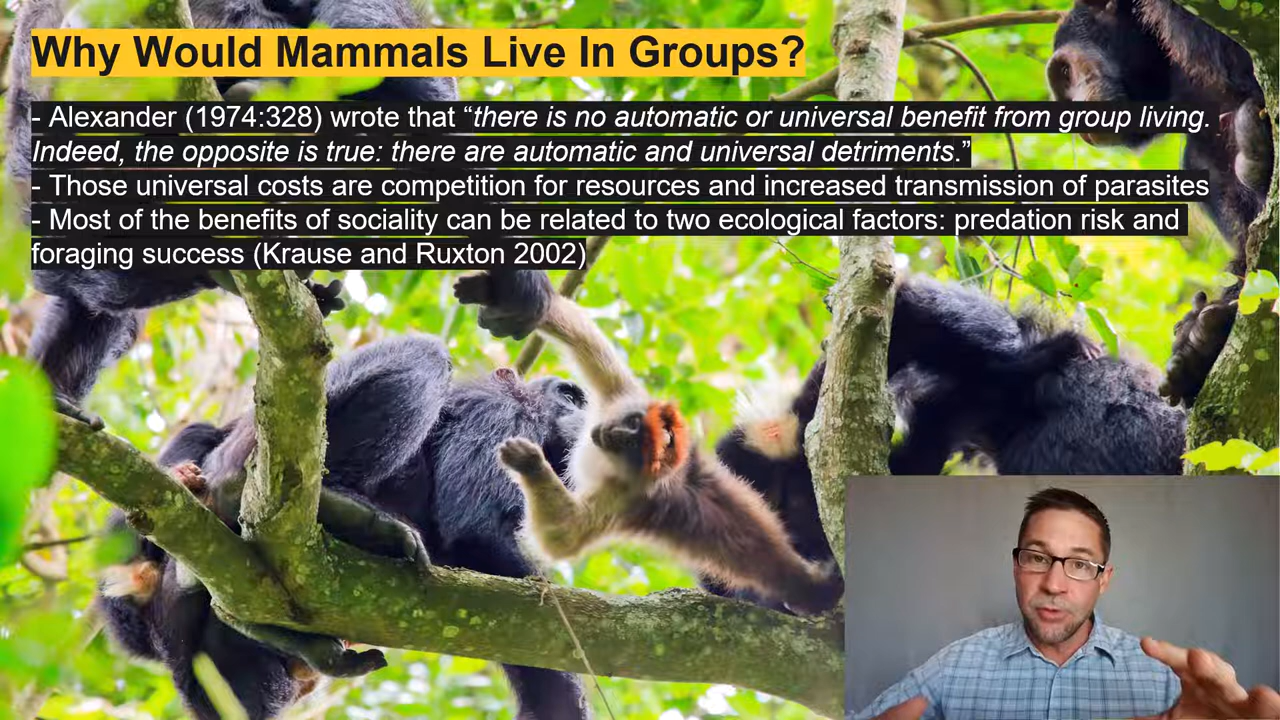 Why Would Mammals Live In Groups?
- Alexander (1974:328) wrote that “there is no automatic or universal benefit from group living.
Indeed, the opposite is true: there are automatic and universal detriments.”
- Those universal costs are competition for resources and increased transmission of parasites
- Most of the benefits of sociality can be related to two ecological factors: predation risk and
foraging success (Krause and Ruxton 2002)